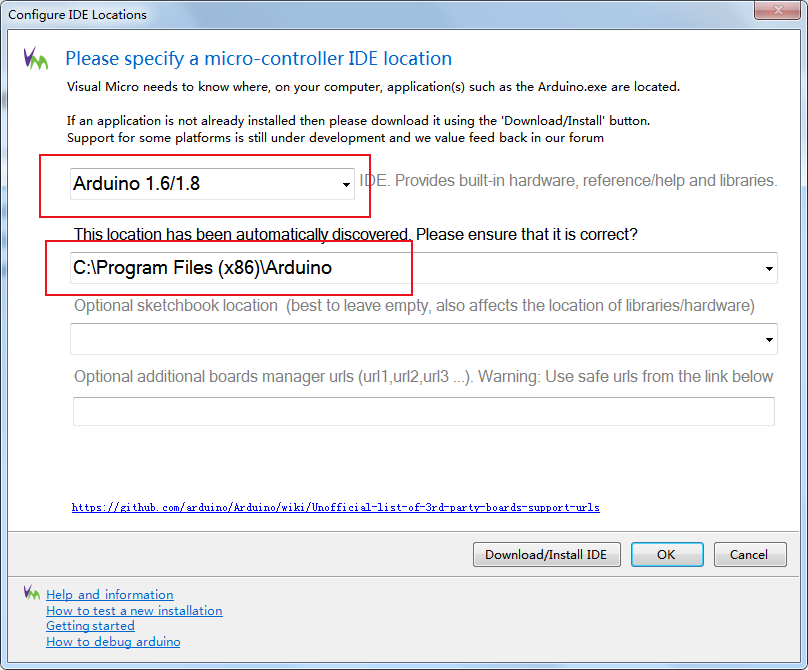 Configure IDE Locations
Please specify a micro-controller IDE location
Visual Micro needs to know where, on your computer, application(s) such as the Arduino.exe are located.
If an application is not already installed then please download it using the 'Download/Install' button.
Support for some platforms is still under development and we value feed back in our forum
Arduino 1.6/1.8 IDE. Provides built-in hardware, reference/help and libraries.
This location has been automatically discovered. Please ensure that it is correct?
C:\Program Files (x86)\Arduino
Optional sketchbook location (best to leave empty, also affects the location of libraries/hardware)
Optional additional boards manager urls (url1,url2,url3 ...). Warning: Use safe urls from the link below
https://github.com/arduino/Arduino/wiki/Unofficial-list-of-3rd-party-boards-support-urls
Download/Install IDE OK Cancel
Help and information
How to test a new installation
Getting started
How to debug arduino